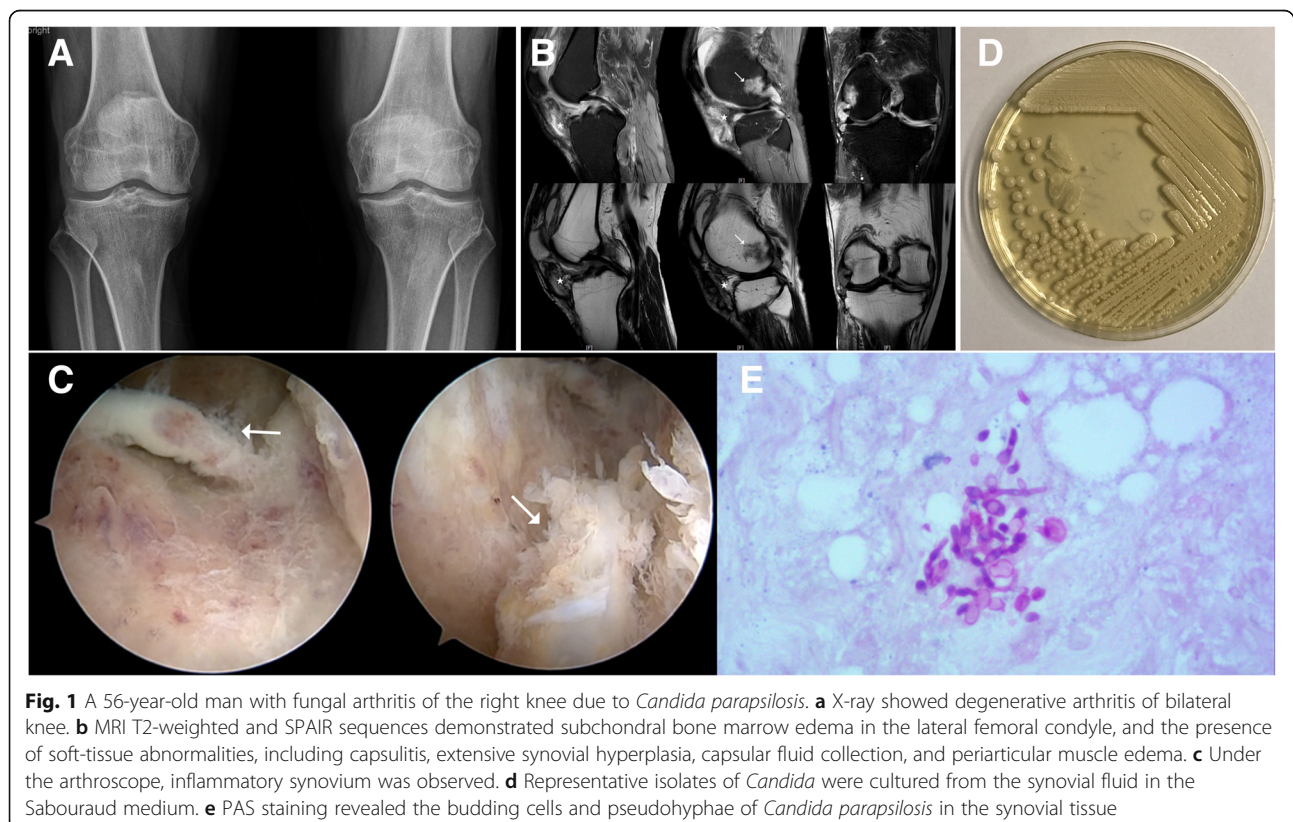 bright
A
B
D
[F]
[F]
[F]
[F]
C
E
Fig. 1 A 56-year-old man with fungal arthritis of the right knee due to Candida parapsilosis. a X-ray showed degenerative arthritis of bilateral
knee. b MRI T2-weighted and SPAIR sequences demonstrated subchondral bone marrow edema in the lateral femoral condyle, and the presence
of soft-tissue abnormalities, including capsulitis, extensive synovial hyperplasia, capsular fluid collection, and periarticular muscle edema. c Under
the arthroscope, inflammatory synovium was observed. d Representative isolates of Candida were cultured from the synovial fluid in the
Sabouraud medium. e PAS staining revealed the budding cells and pseudohyphae of Candida parapsilosis in the synovial tissue